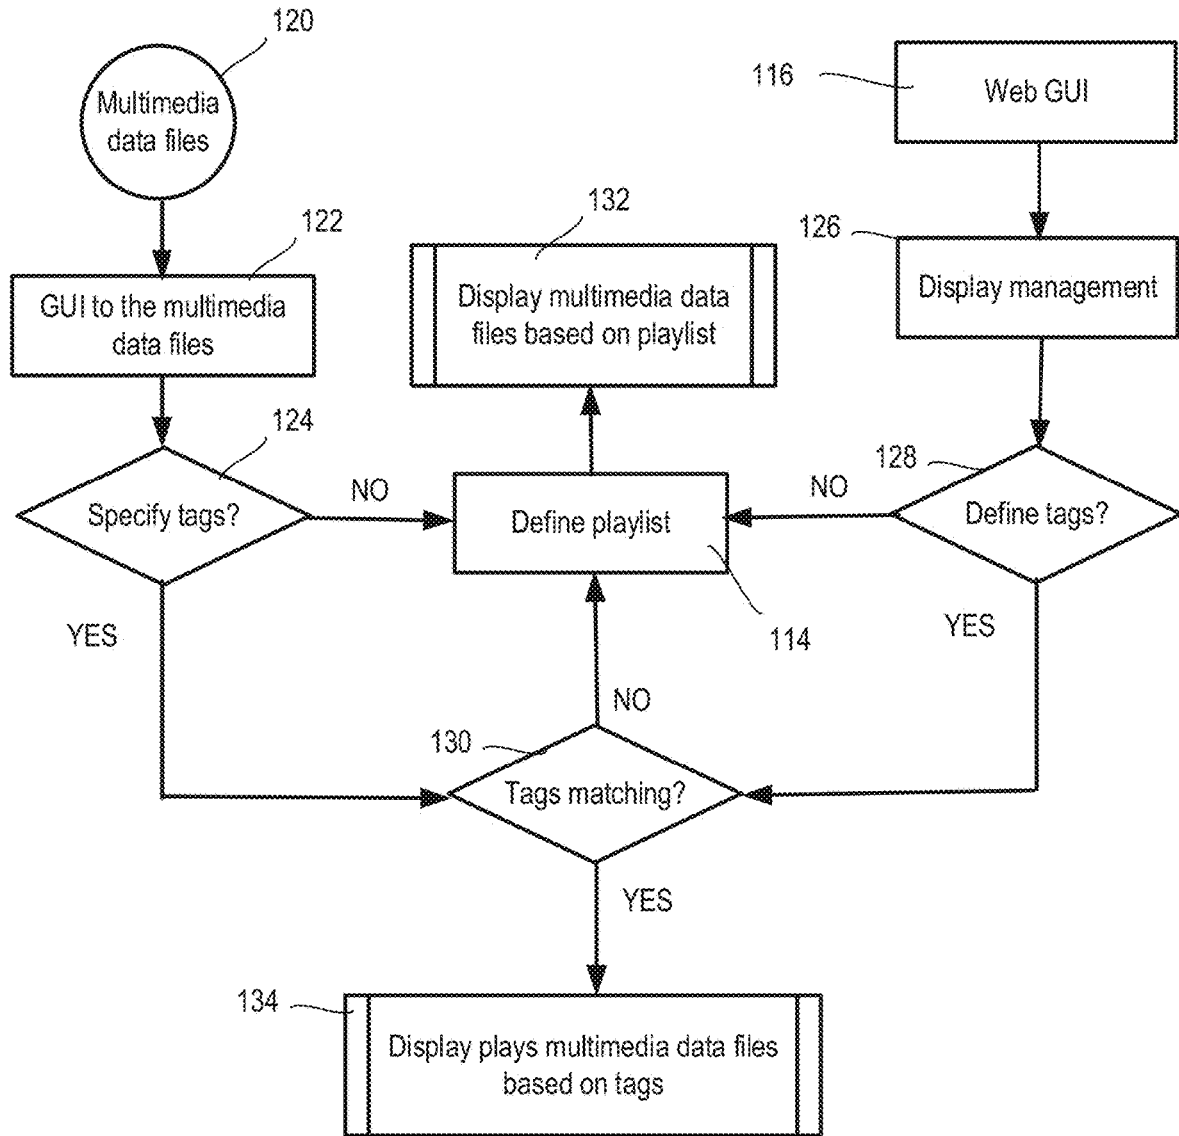 120
Multimedia
data files
116
Web GUI
122
GUI to the multimedia
data files
132
Display multimedia data
files based on playlist
126
Display management
124
Specify tags?
NO
YES
Define playlist
114
128
Define tags?
NO
YES
130
Tags matching?
NO
YES
134
Display plays multimedia data files
based on tags